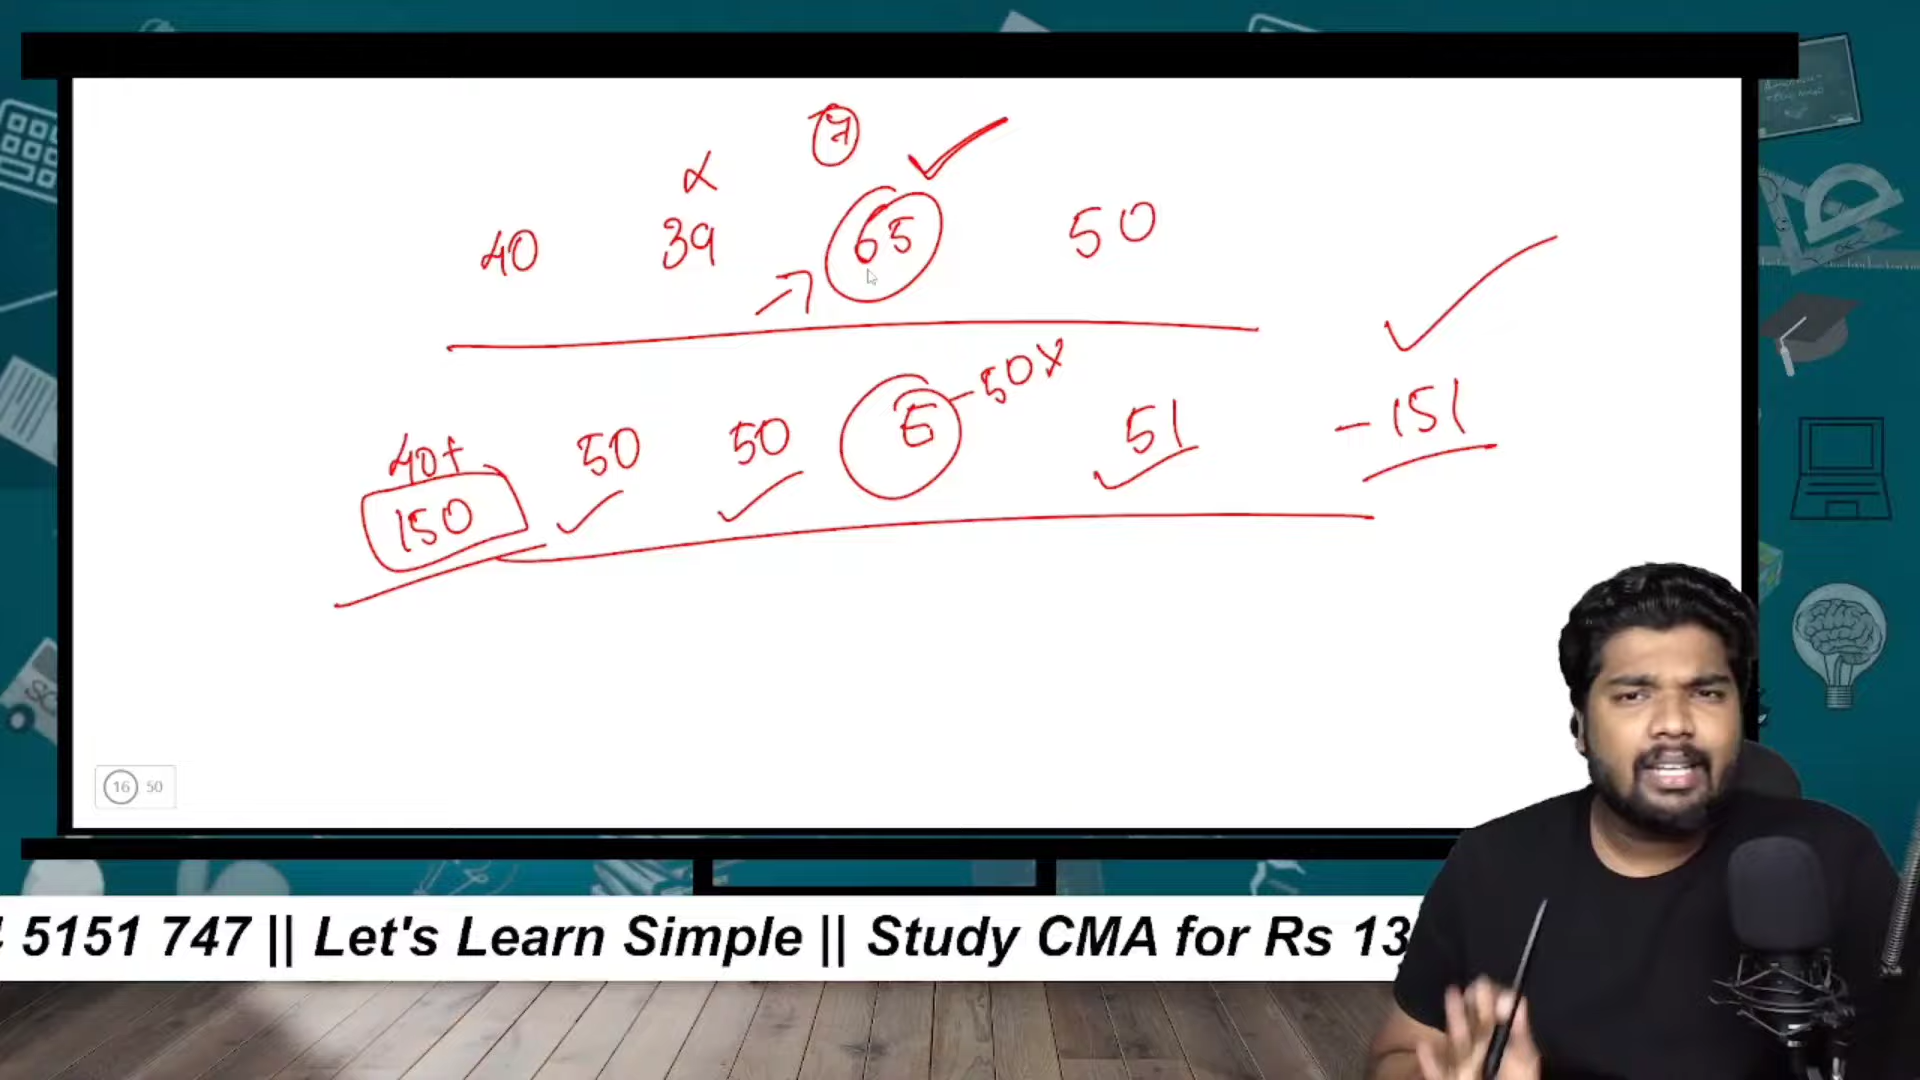 7
α
40 39 65 50
40+ 50 50 5 - 50X 51 - 151
150
16 50
5151 747 || Let's Learn Simple || Study CMA for Rs 13